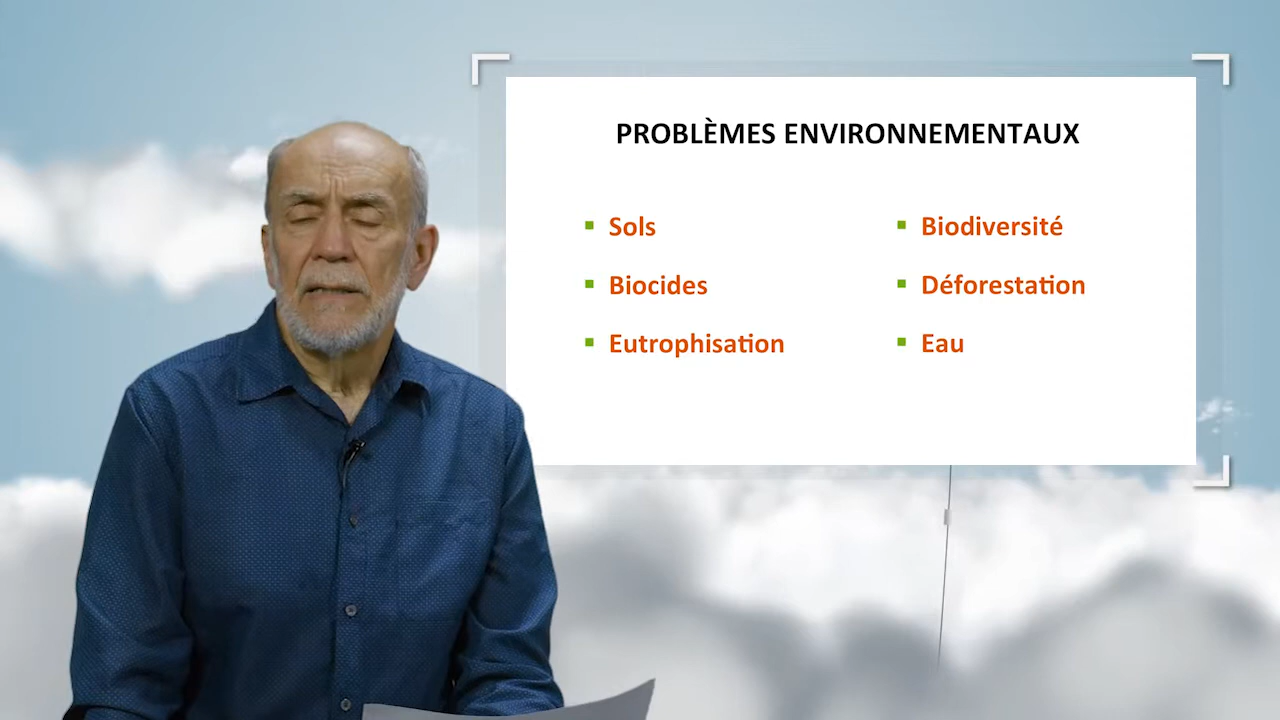 PROBLÈMES ENVIRONNEMENTAUX
Sols
Biocides
Eutrophisation
Biodiversité
Déforestation
Eau